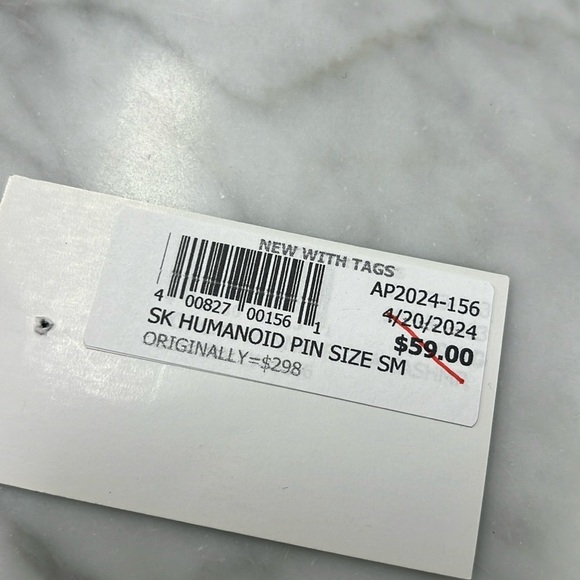 NEW WITH TAGS
4 00827 00156 1
AP2024-156
4/20/2024
$59.00
SK HUMANOID PIN SIZE SM
ORIGINALLY=$298